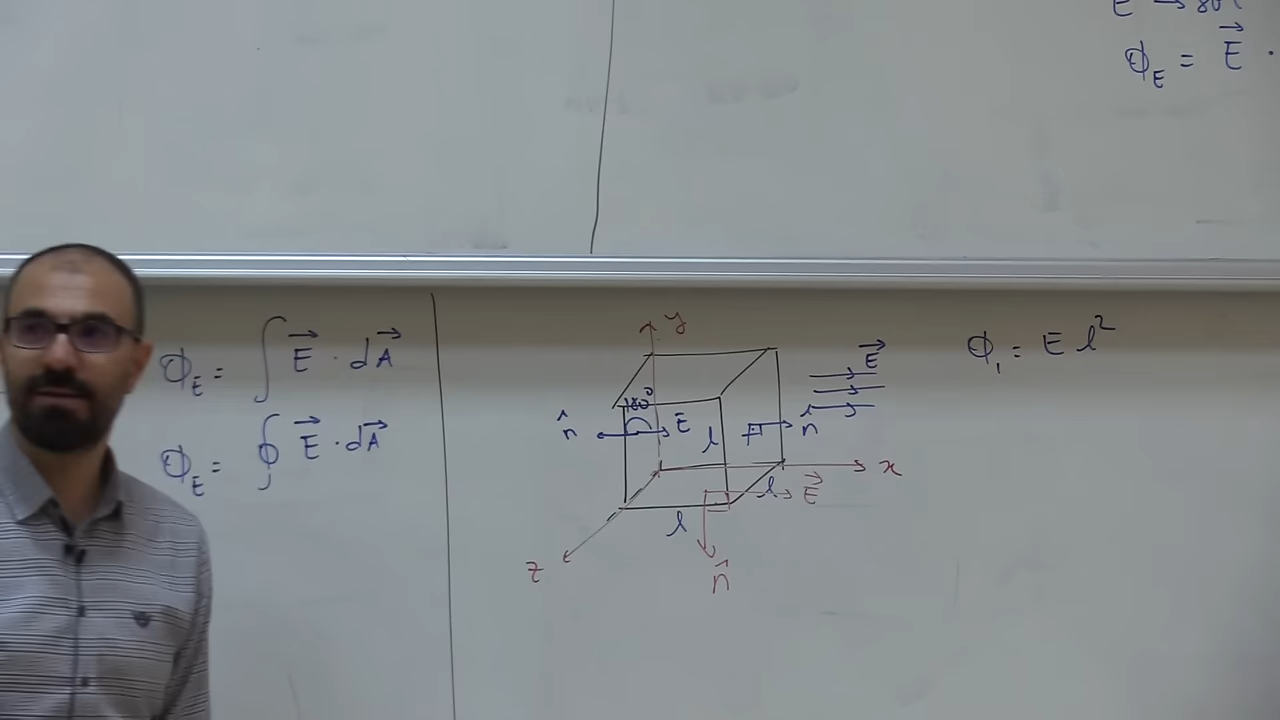 E →
Φ_E = E⃗ ·
Φ_E = ∫ E⃗ · dA⃗
Φ_E = ∮ E⃗ · dA⃗
y
E⃗
Φ₁ = E l²
180°
n̂
E
l
n̂
x
l
E⃗
l
z
n̂